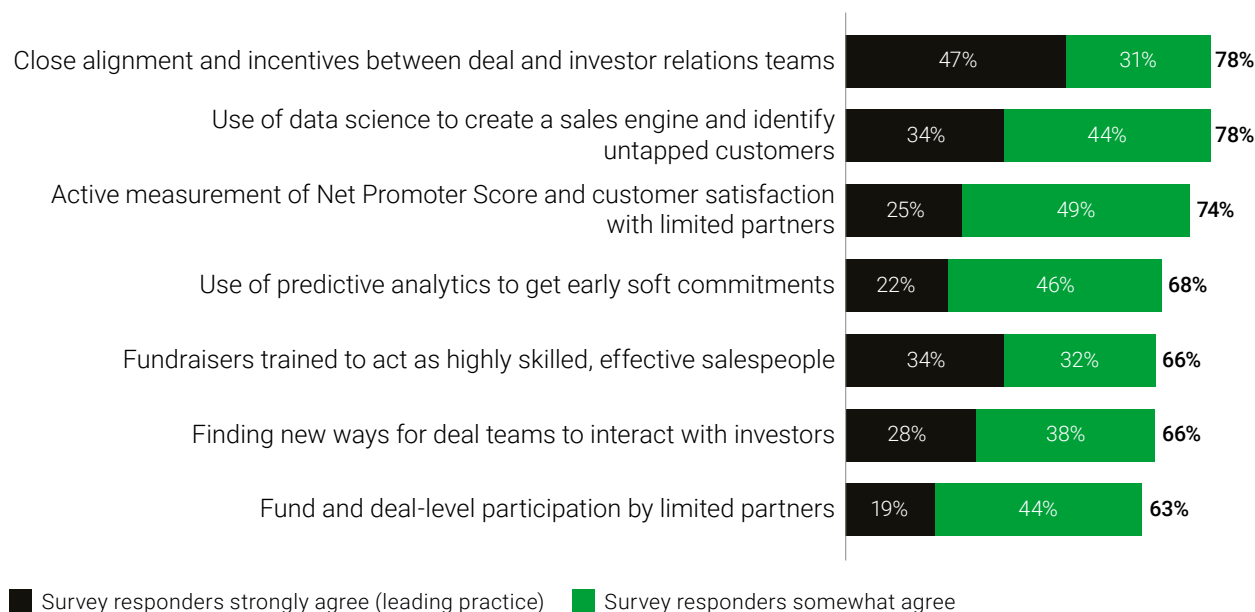 Close alignment and incentives between deal and investor relations teams 47% 31% 78%
Use of data science to create a sales engine and identify
untapped customers 34% 44% 78%
Active measurement of Net Promoter Score and customer satisfaction
with limited partners 25% 49% 74%
Use of predictive analytics to get early soft commitments 22% 46% 68%
Fundraisers trained to act as highly skilled, effective salespeople 34% 32% 66%
Finding new ways for deal teams to interact with investors 28% 38% 66%
Fund and deal-level participation by limited partners 19% 44% 63%
Survey responders strongly agree (leading practice) Survey responders somewhat agree